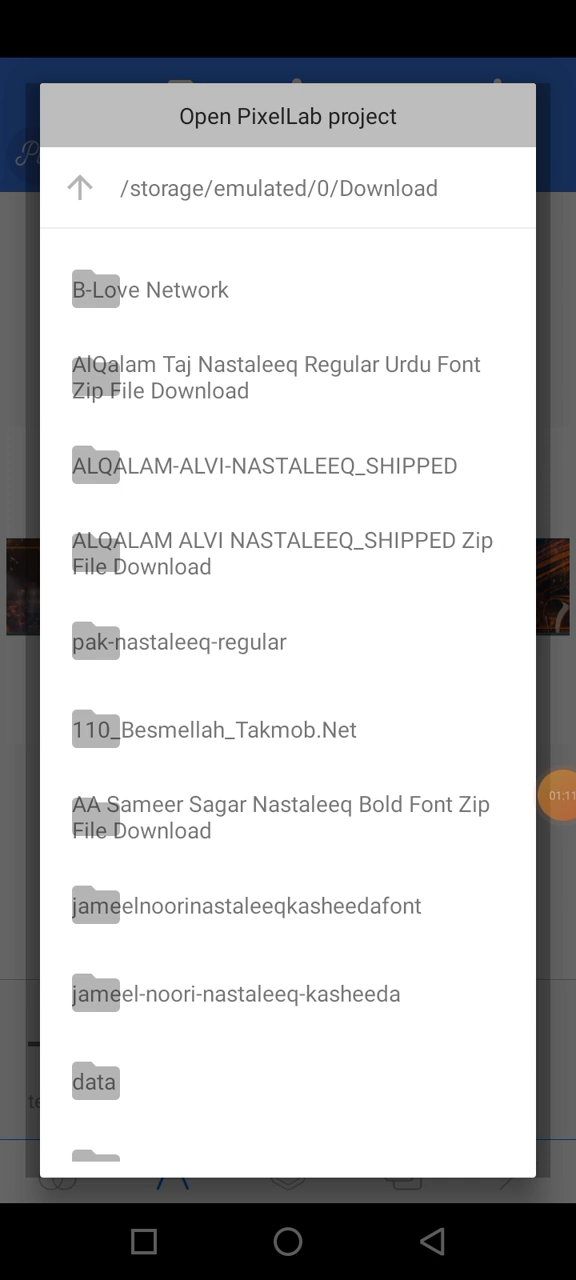 Open PixelLab project
/storage/emulated/0/Download
B-Love Network
AlQalam Taj Nastaleeq Regular Urdu Font
Zip File Download
ALQALAM-ALVI-NASTALEEQ_SHIPPED
ALQALAM ALVI NASTALEEQ_SHIPPED Zip
File Download
pak-nastaleeq-regular
110_Besmellah_Takmob.Net
AA Sameer Sagar Nastaleeq Bold Font Zip
File Download
jameelnoorinastaleeqkasheedafont
jameel-noori-nastaleeq-kasheeda
data
01:11